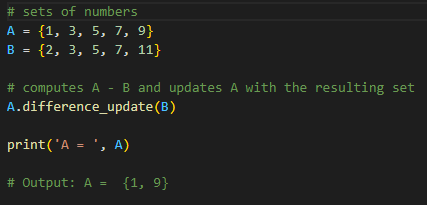 # sets of numbers
A = {1, 3, 5, 7, 9}
B = {2, 3, 5, 7, 11}
# computes A - B and updates A with the resulting set
A.difference_update(B)
print('A = ', A)
# Output: A =  {1, 9}